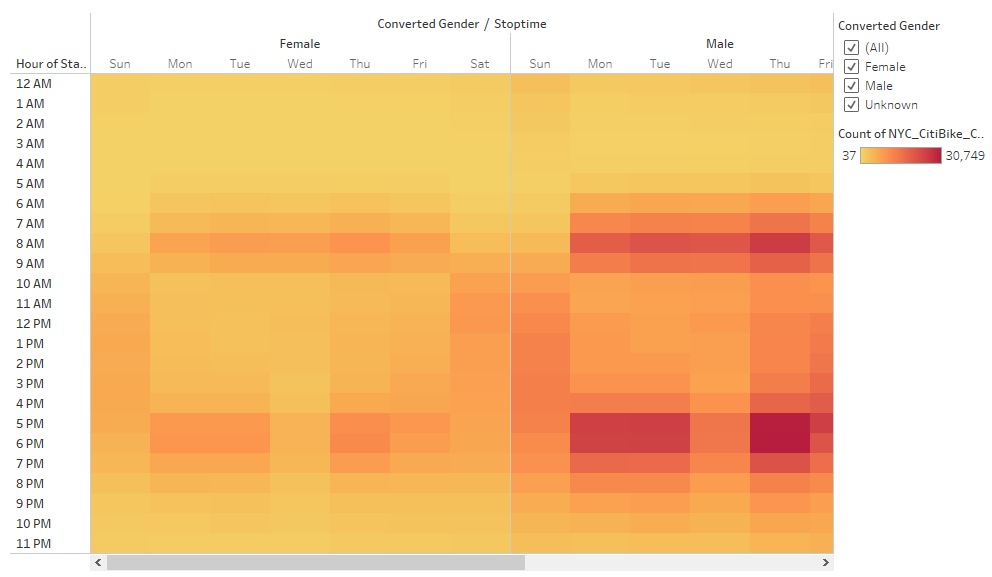 Converted Gender / Stoptime
Female Male
Hour of Sta.. Sun Mon Tue Wed Thu Fri Sat Sun Mon Tue Wed Thu Fri
12 AM
1 AM
2 AM
3 AM
4 AM
5 AM
6 AM
7 AM
8 AM
9 AM
10 AM
11 AM
12 PM
1 PM
2 PM
3 PM
4 PM
5 PM
6 PM
7 PM
8 PM
9 PM
10 PM
11 PM
Converted Gender
(All)
Female
Male
Unknown
Count of NYC_CitiBike_C..
37 30,749